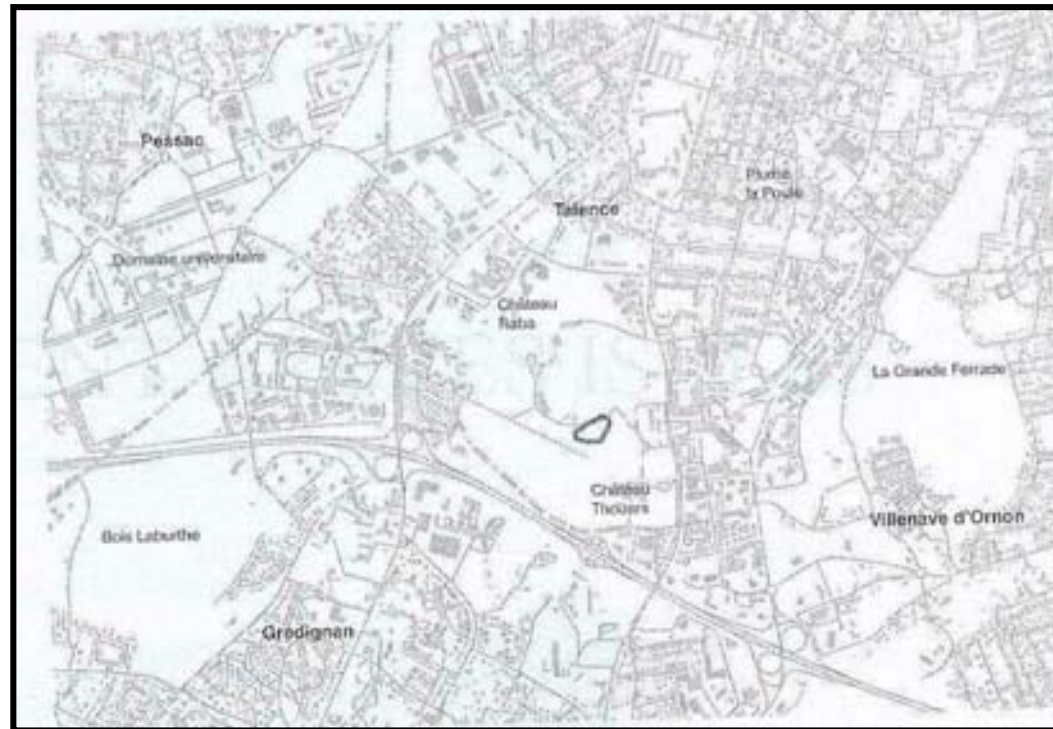 Pessac
Plume
la Poule
Talence
Domaine universitaire
Château
Raba
La Grande Ferrade
Château
Thouars
Villenave d'Ornon
Bois Laburthe
Gradignan